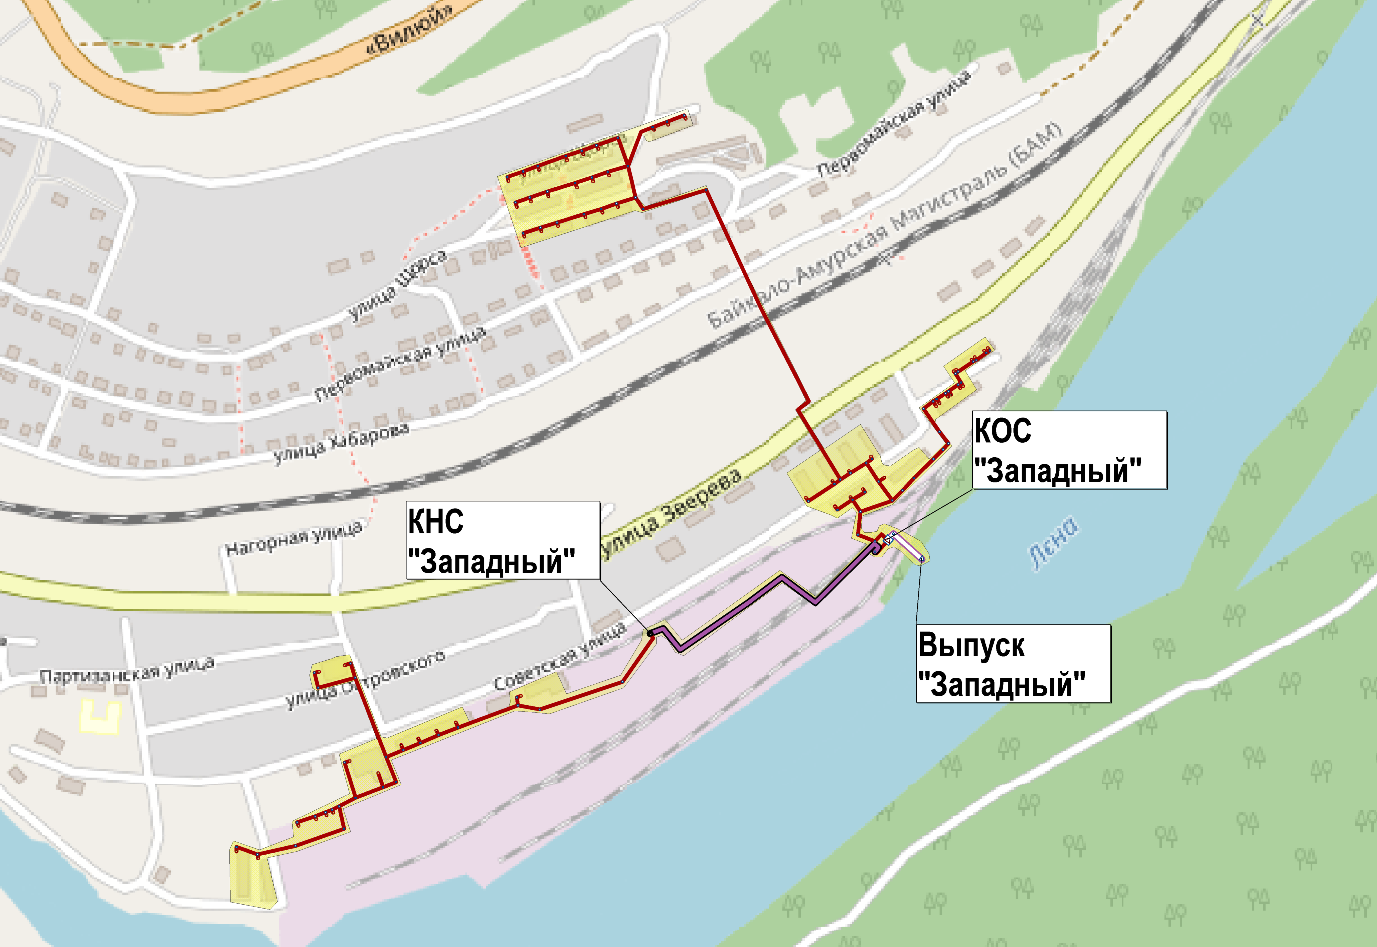 «Вилюй»
Первомайская улица
Байкало-Амурская Магистраль (БАМ)
улица Щорса
Первомайская улица
улица Хабарова
КОС
"Западный"
улица Зверева
КНС
"Западный"
Нагорная улица
Лена
Выпуск
"Западный"
Советская улица
Партизанская улица
улица Островского